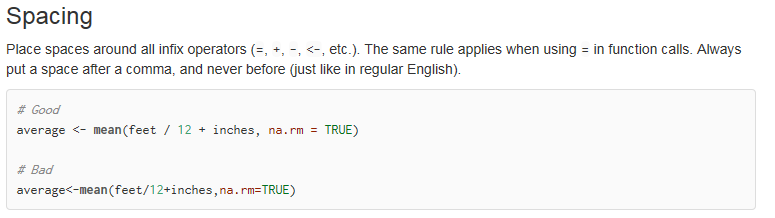 Spacing
Place spaces around all infix operators (=, +, -, <-, etc.). The same rule applies when using = in function calls. Always
put a space after a comma, and never before (just like in regular English).
# Good
average <- mean(feet / 12 + inches, na.rm = TRUE)
# Bad
average<-mean(feet/12+inches,na.rm=TRUE)